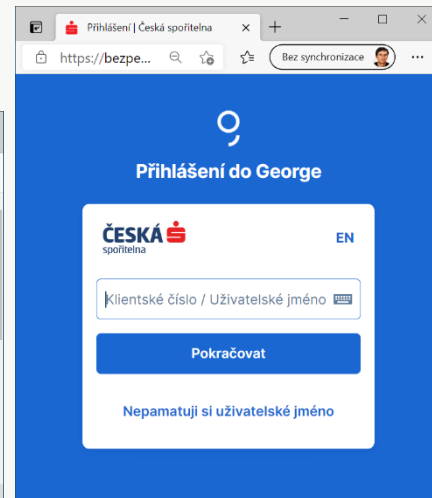 Přihlášení | Česká spořitelna
https://bezpe...
Bez synchronizace
Přihlášení do George
ČESKÁ
spořitelna
EN
Klientské číslo / Uživatelské jméno
Pokračovat
Nepamatuji si uživatelské jméno